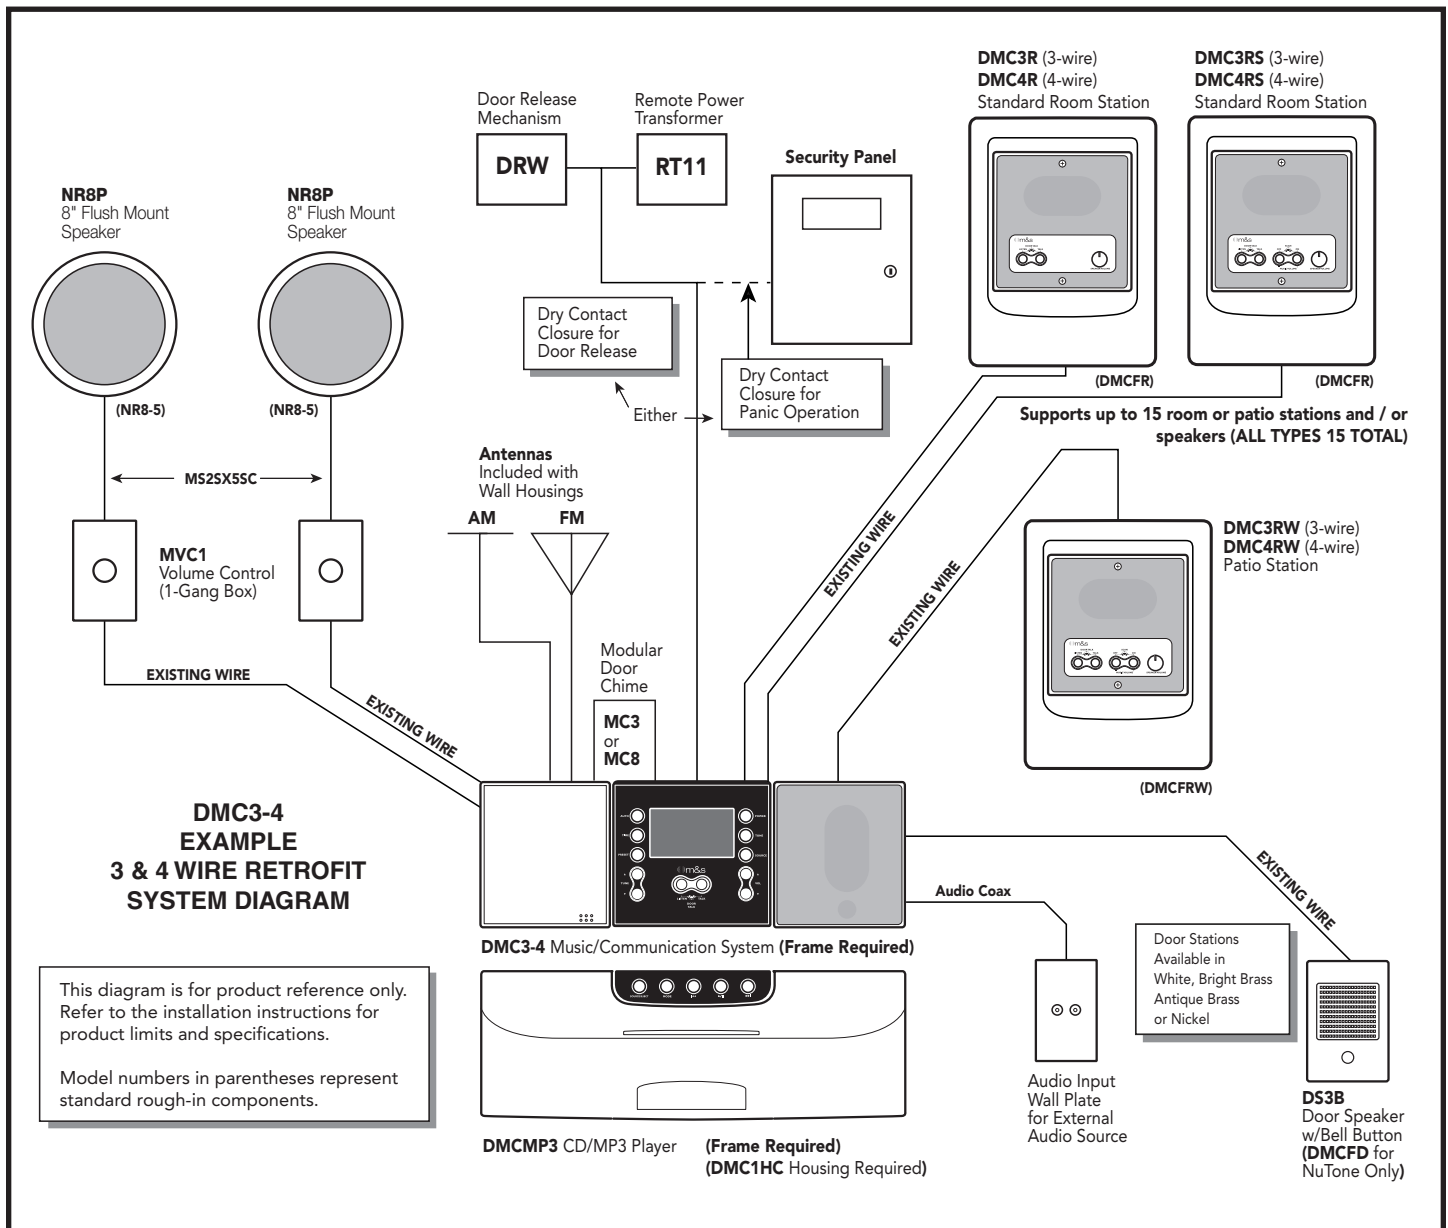 DMC3R (3-wire)
DMC4R (4-wire)
Standard Room Station
DMC3RS (3-wire)
DMC4RS (4-wire)
Standard Room Station
Door Release
Mechanism
DRW
Remote Power
Transformer
RT11
Security Panel
NR8P
8" Flush Mount
Speaker
NR8P
8" Flush Mount
Speaker
m&s
m&s
Dry Contact
Closure for
Door Release
Dry Contact
Closure for
Panic Operation
Either
(DMCFR)
(DMCFR)
Supports up to 15 room or patio stations and / or
speakers (ALL TYPES 15 TOTAL)
(NR8-5)
(NR8-5)
MS2SX5SC
Antennas
Included with
Wall Housings
AM
FM
MVC1
Volume Control
(1-Gang Box)
EXISTING WIRE
EXISTING WIRE
EXISTING WIRE
EXISTING WIRE
DMC3RW (3-wire)
DMC4RW (4-wire)
Patio Station
m&s
(DMCFRW)
Modular
Door
Chime
MC3
or
MC8
DMC3-4
EXAMPLE
3 & 4 WIRE RETROFIT
SYSTEM DIAGRAM
m&s
Audio Coax
EXISTING WIRE
DMC3-4 Music/Communication System (Frame Required)
This diagram is for product reference only.
Refer to the installation instructions for
product limits and specifications.
Model numbers in parentheses represent
standard rough-in components.
DMCMP3 CD/MP3 Player (Frame Required)
(DMC1HC Housing Required)
Audio Input
Wall Plate
for External
Audio Source
Door Stations
Available in
White, Bright Brass
Antique Brass
or Nickel
DS3B
Door Speaker
w/Bell Button
(DMCFD for
NuTone Only)